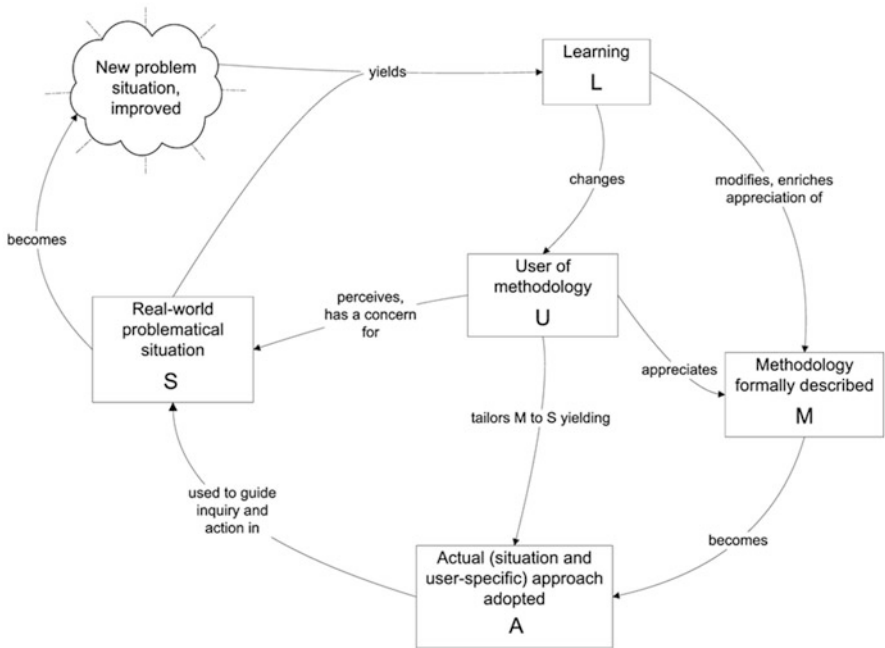 New problem
situation,
improved
yields
Learning
L
changes
modifies, enriches
appreciation of
becomes
Real-world
problematical
situation
S
perceives,
has a concern
for
User of
methodology
U
appreciates
Methodology
formally described
M
tailors M to S yielding
used to guide
inquiry and
action in
becomes
Actual (situation and
user-specific) approach
adopted
A